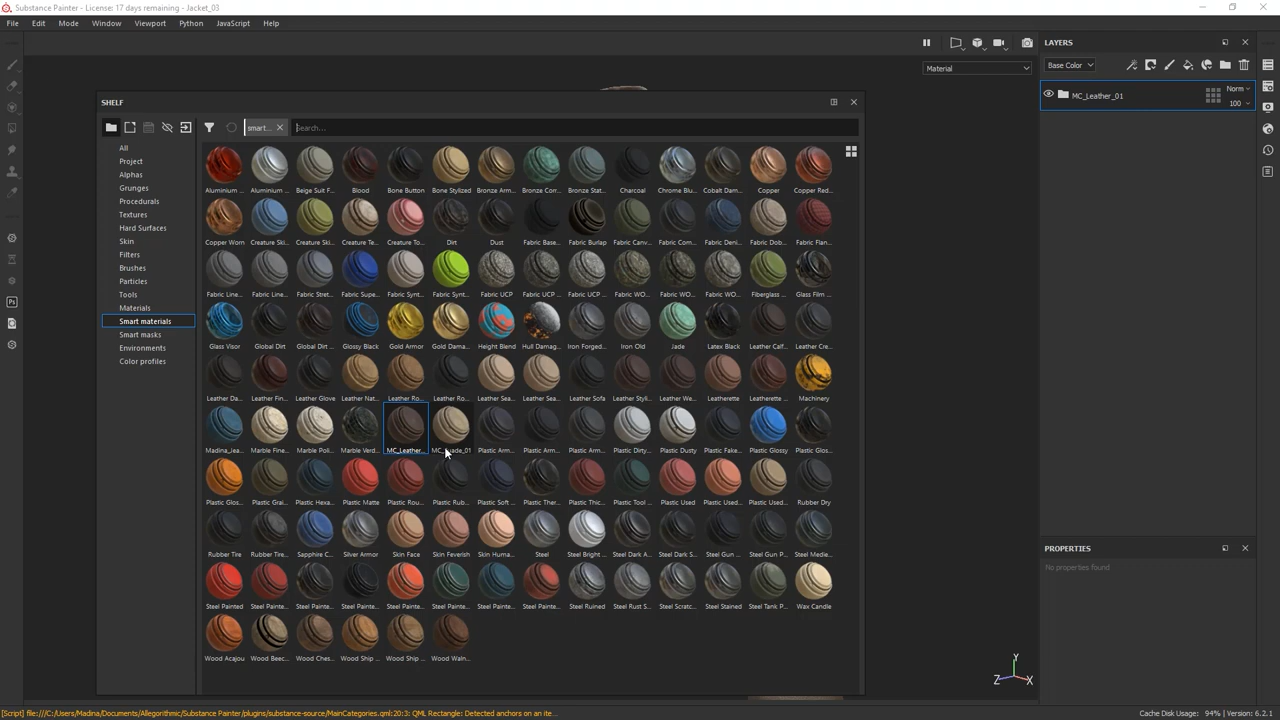 Substance Painter - License: 17 days remaining - Jacket_03
File Edit Mode Window Viewport Python JavaScript Help
Material
LAYERS
Base Color
MC_Leather_01
Norm
100
SHELF
smart...
Search...
All
Project
Alphas
Grunges
Procedurals
Textures
Hard Surfaces
Skin
Filters
Brushes
Particles
Tools
Materials
Smart materials
Smart masks
Environments
Color profiles
Aluminium ... Aluminium ... Beige Suit F... Blood Bone Button Bone Stylized Bronze Arm... Bronze Corr... Bronze Stat... Charcoal Chrome Blu... Cobalt Dam... Copper Copper Red...
Copper Worn Creature Ski... Creature Ski... Creature Te... Creature To... Dirt Dust Fabric Base... Fabric Burlap Fabric Canv... Fabric Com... Fabric Deni... Fabric Dob... Fabric Flan...
Fabric Line... Fabric Line... Fabric Stret... Fabric Supe... Fabric Synt... Fabric Synt... Fabric UCP Fabric UCP ... Fabric UCP ... Fabric WO... Fabric WO... Fabric WO... Fiberglass ... Glass Film ...
Glass Visor Global Dirt Global Dirt ... Glossy Black Gold Armor Gold Dama... Height Blend Hull Damag... Iron Forged... Iron Old Jade Latex Black Leather Calf... Leather Cre...
Leather Da... Leather Fin... Leather Glove Leather Nat... Leather Ro... Leather Ro... Leather Sea... Leather Sea... Leather Sofa Leather Styli... Leather We... Leatherette Leatherette ... Machinery
Madina_lea... Marble Fine... Marble Poli... Marble Verd... MC_Leather... Plastic Arm... Plastic Arm... Plastic Arm... Plastic Dirty... Plastic Dusty Plastic Fake... Plastic Glossy Plastic Glos...
Plastic Glos... Plastic Grai... Plastic Hexa... Plastic Matte Plastic Rou... Plastic Rub... Plastic Soft ... Plastic Ther... Plastic Thic... Plastic Tool ... Plastic Used Plastic Used... Plastic Used... Rubber Dry
Rubber Tire Rubber Tire... Sapphire C... Silver Armor Skin Face Skin Feverish Skin Huma... Steel Steel Bright ... Steel Dark A... Steel Dark S... Steel Gun ... Steel Gun P... Steel Medie...
Steel Painted Steel Painte... Steel Painte... Steel Painte... Steel Painte... Steel Painte... Steel Painte... Steel Painte... Steel Ruined Steel Rust S... Steel Scratc... Steel Stained Steel Tank P... Wax Candle
Wood Acajou Wood Beec... Wood Ches... Wood Ship ... Wood Ship ... Wood Waln...
PROPERTIES
No properties found
Y
Z X
[Script] file:///C:/Users/Madina/Documents/Allegorithmic/Substance Painter/plugins/substance-source/MainCategories.qml:20:3: QML Rectangle: Detected anchors on an ite...
Cache Disk Usage: 94% | Version: 6.2.1
Ps